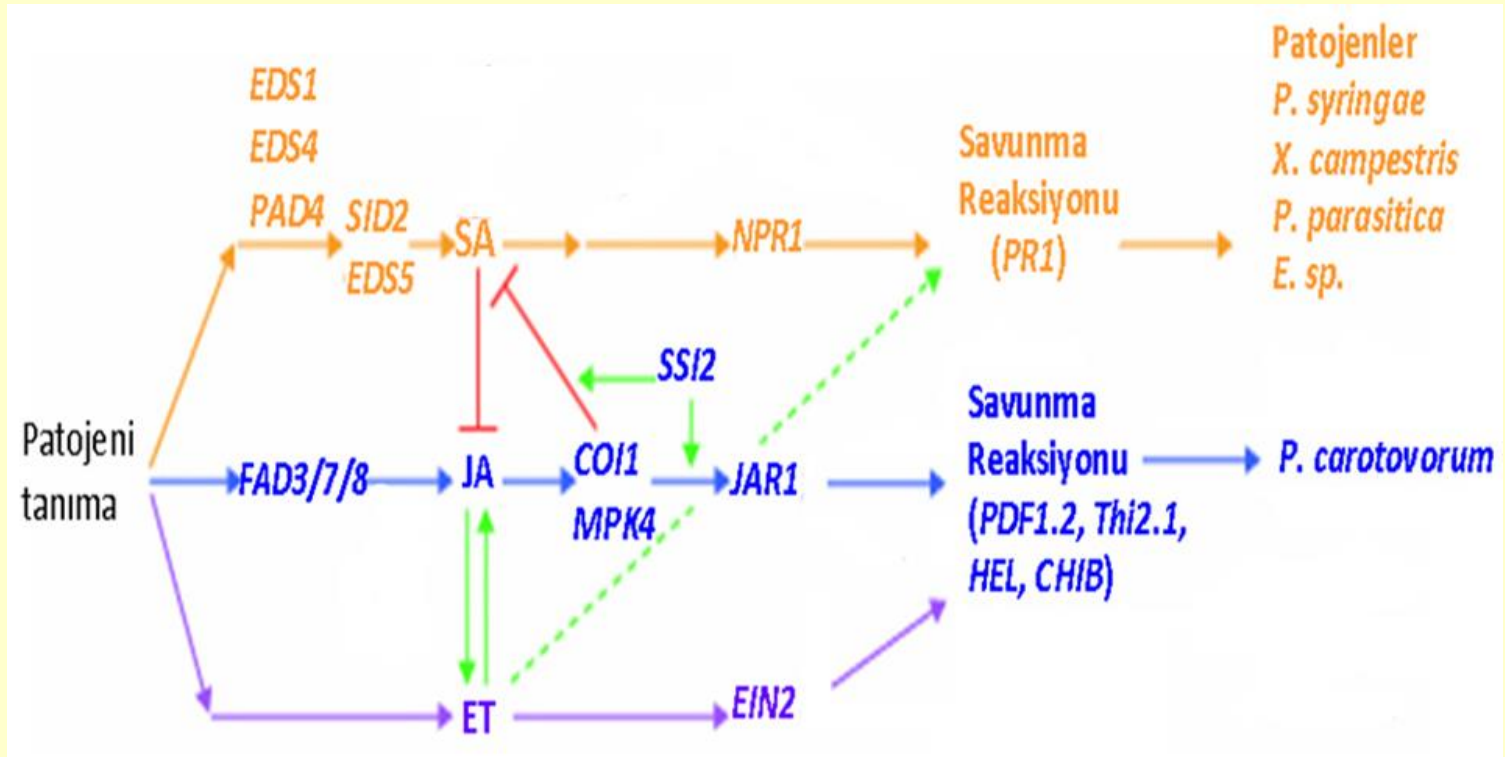 Patojeni
tanıma
EDS1
EDS4
PAD4
SID2
EDS5
SA
NPR1
Savunma
Reaksiyonu
(PR1)
Patojenler
P. syringae
X. campestris
P. parasitica
E. sp.
SSI2
FAD3/7/8
JA
COI1
MPK4
JAR1
Savunma
Reaksiyonu
(PDF1.2, Thi2.1,
HEL, CHIB)
P. carotovorum
ET
EIN2